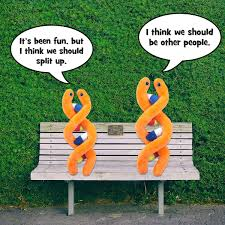 It's been fun, but
I think we should
split up.
I think we should
be other people.